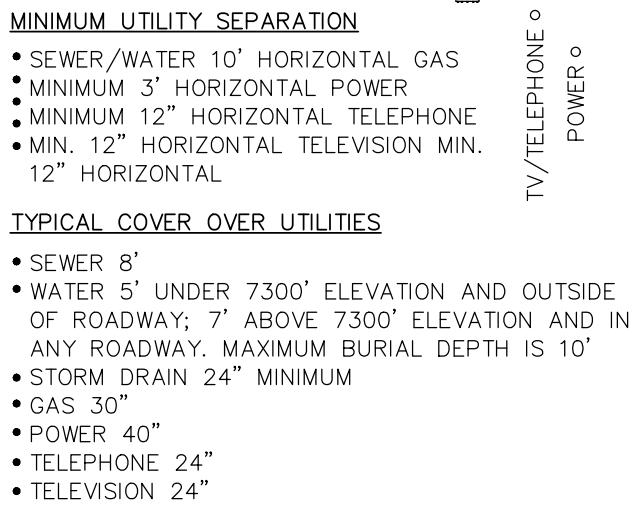 MINIMUM UTILITY SEPARATION
• SEWER/WATER 10' HORIZONTAL GAS
• MINIMUM 3' HORIZONTAL POWER
• MINIMUM 12" HORIZONTAL TELEPHONE
• MIN. 12" HORIZONTAL TELEVISION MIN.
12" HORIZONTAL
TV/TELEPHONE
POWER
TYPICAL COVER OVER UTILITIES
• SEWER 8'
• WATER 5' UNDER 7300' ELEVATION AND OUTSIDE
OF ROADWAY; 7' ABOVE 7300' ELEVATION AND IN
ANY ROADWAY. MAXIMUM BURIAL DEPTH IS 10'
• STORM DRAIN 24" MINIMUM
• GAS 30"
• POWER 40"
• TELEPHONE 24"
• TELEVISION 24"